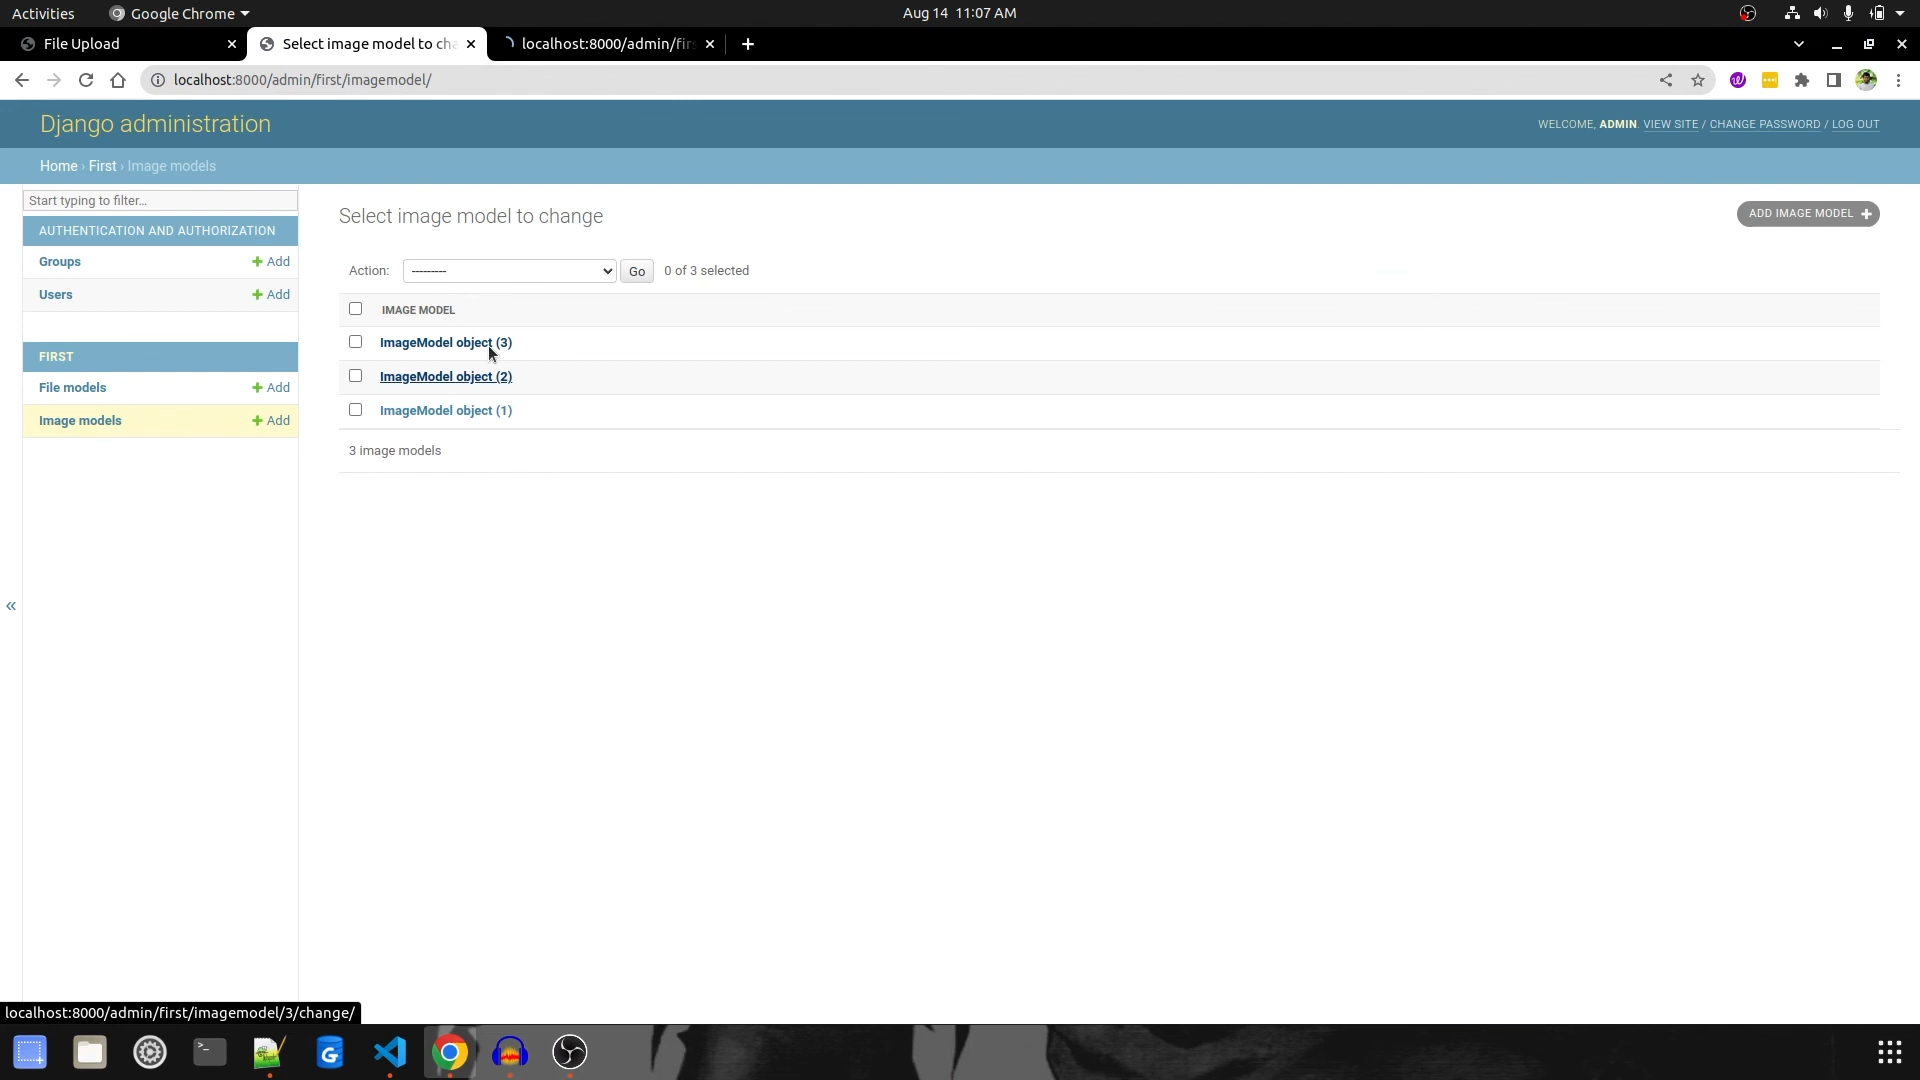 Activities
Google Chrome
Aug 14 11:07 AM
File Upload
Select image model to cha
localhost:8000/admin/firs
localhost:8000/admin/first/imagemodel/
Django administration
WELCOME, ADMIN. VIEW SITE / CHANGE PASSWORD / LOG OUT
Home › First › Image models
Start typing to filter...
AUTHENTICATION AND AUTHORIZATION
Groups + Add
Users + Add
FIRST
File models + Add
Image models + Add
«
Select image model to change
ADD IMAGE MODEL +
Action: --------- Go 0 of 3 selected
IMAGE MODEL
ImageModel object (3)
ImageModel object (2)
ImageModel object (1)
3 image models
localhost:8000/admin/first/imagemodel/3/change/